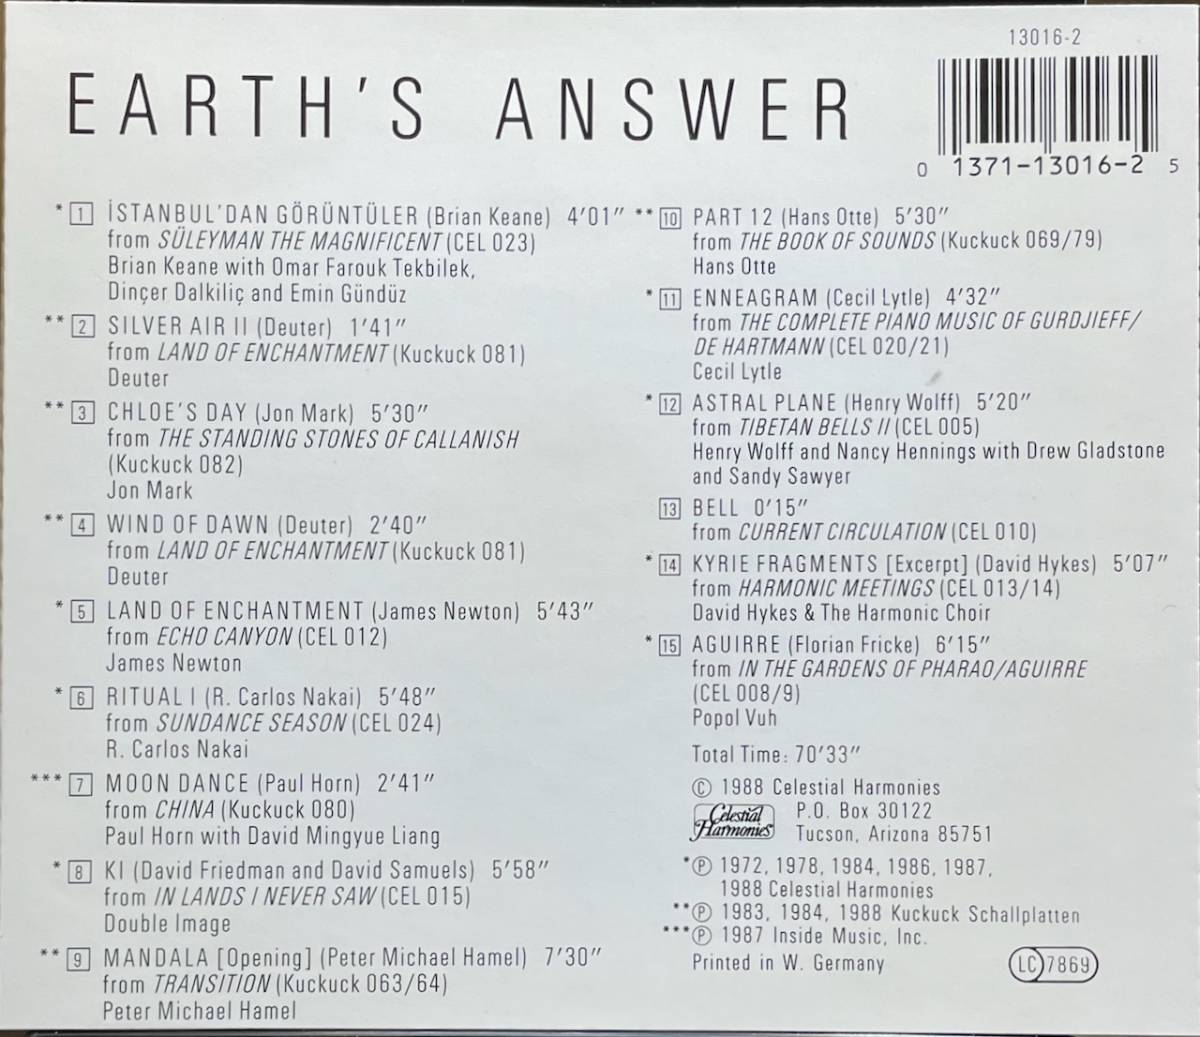 13016-2
EARTH'S ANSWER
0 1371-13016-2 5
* 1 İSTANBUL'DAN GÖRÜNTÜLER (Brian Keane) 4'01"
from SÜLEYMAN THE MAGNIFICENT (CEL 023)
Brian Keane with Omar Farouk Tekbilek,
Dinçer Dalkiliç and Emin Gündüz
** 2 SILVER AIR II (Deuter) 1'41"
from LAND OF ENCHANTMENT (Kuckuck 081)
Deuter
** 3 CHLOE'S DAY (Jon Mark) 5'30"
from THE STANDING STONES OF CALLANISH
(Kuckuck 082)
Jon Mark
** 4 WIND OF DAWN (Deuter) 2'40"
from LAND OF ENCHANTMENT (Kuckuck 081)
Deuter
* 5 LAND OF ENCHANTMENT (James Newton) 5'43"
from ECHO CANYON (CEL 012)
James Newton
* 6 RITUAL I (R. Carlos Nakai) 5'48"
from SUNDANCE SEASON (CEL 024)
R. Carlos Nakai
*** 7 MOON DANCE (Paul Horn) 2'41"
from CHINA (Kuckuck 080)
Paul Horn with David Mingyue Liang
* 8 KI (David Friedman and David Samuels) 5'58"
from IN LANDS I NEVER SAW (CEL 015)
Double Image
** 9 MANDALA [Opening] (Peter Michael Hamel) 7'30"
from TRANSITION (Kuckuck 063/64)
Peter Michael Hamel
** 10 PART 12 (Hans Otte) 5'30"
from THE BOOK OF SOUNDS (Kuckuck 069/79)
Hans Otte
* 11 ENNEAGRAM (Cecil Lytle) 4'32"
from THE COMPLETE PIANO MUSIC OF GURDJIEFF/
DE HARTMANN (CEL 020/21)
Cecil Lytle
* 12 ASTRAL PLANE (Henry Wolff) 5'20"
from TIBETAN BELLS II (CEL 005)
Henry Wolff and Nancy Hennings with Drew Gladstone
and Sandy Sawyer
13 BELL 0'15"
from CURRENT CIRCULATION (CEL 010)
* 14 KYRIE FRAGMENTS [Excerpt] (David Hykes) 5'07"
from HARMONIC MEETINGS (CEL 013/14)
David Hykes & The Harmonic Choir
* 15 AGUIRRE (Florian Fricke) 6'15"
from IN THE GARDENS OF PHARAO/AGUIRRE
(CEL 008/9)
Popol Vuh
Total Time: 70'33"
© 1988 Celestial Harmonies
Celestial Harmonies
P.O. Box 30122
Tucson, Arizona 85751
*℗ 1972, 1978, 1984, 1986, 1987,
1988 Celestial Harmonies
**℗ 1983, 1984, 1988 Kuckuck Schallplatten
***℗ 1987 Inside Music, Inc.
Printed in W. Germany
LC 7869